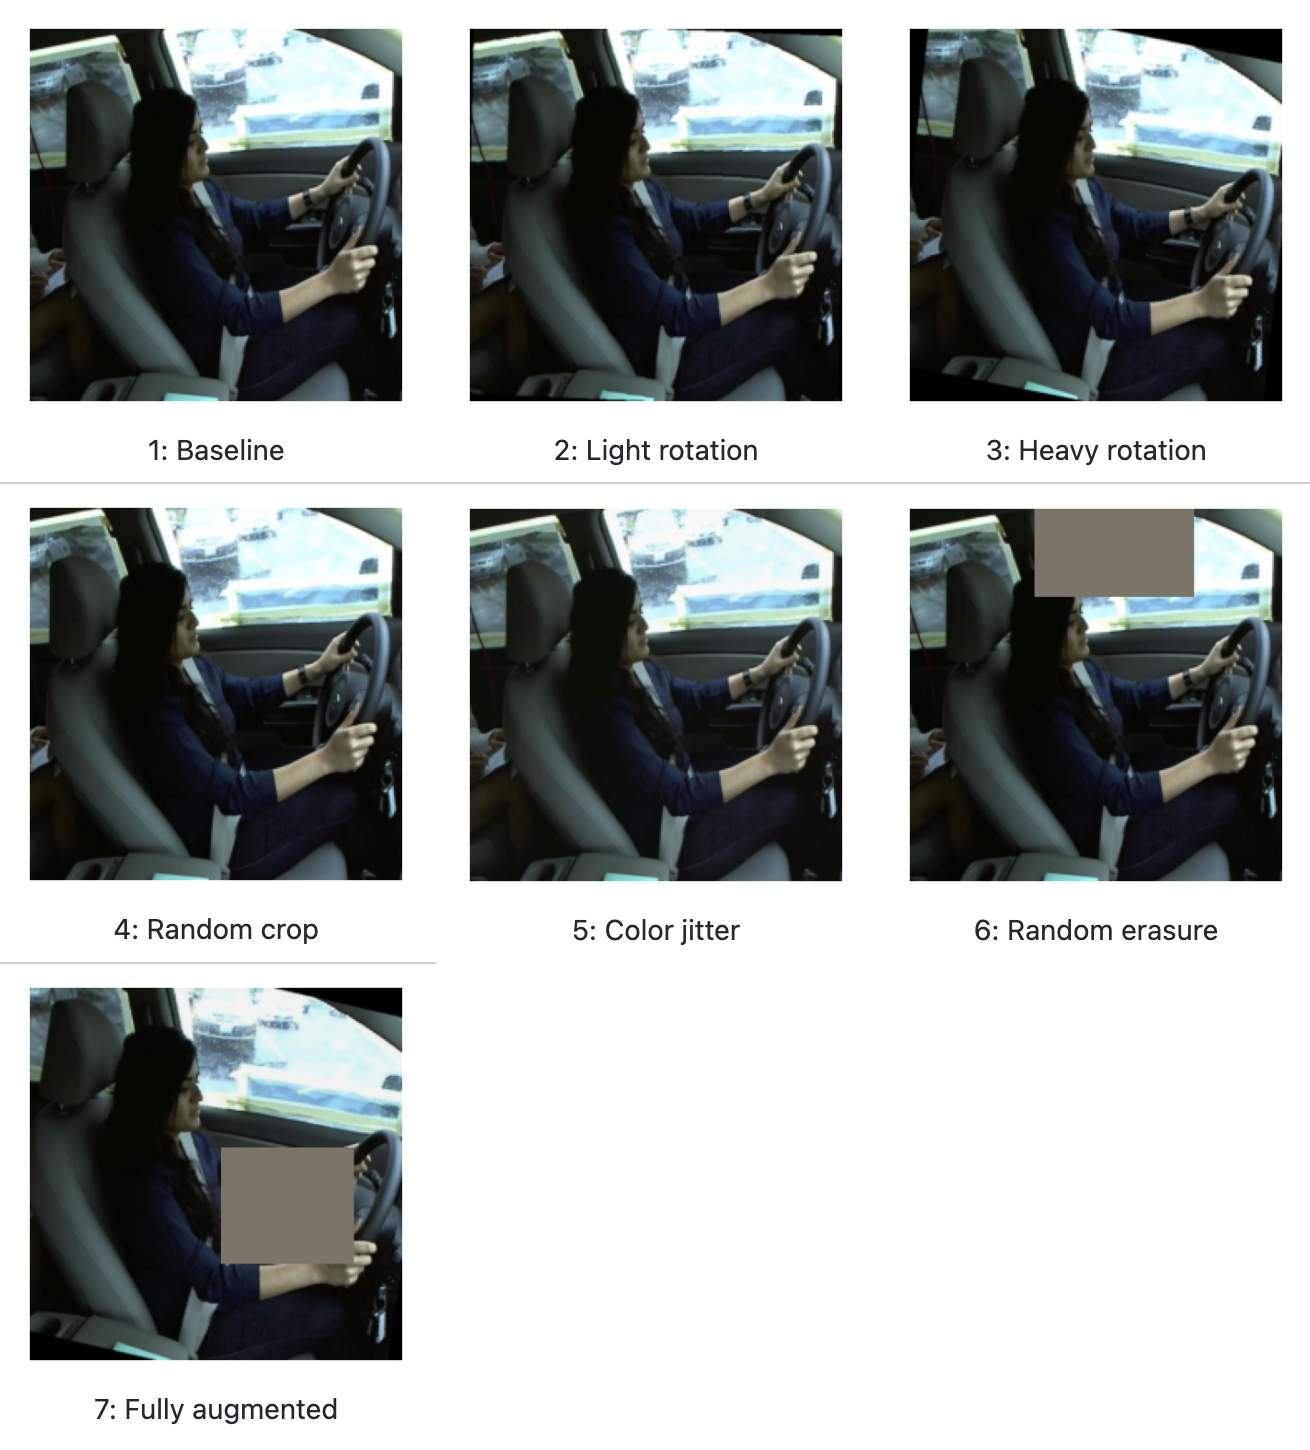 1: Baseline
2: Light rotation
3: Heavy rotation
4: Random crop
5: Color jitter
6: Random erasure
7: Fully augmented